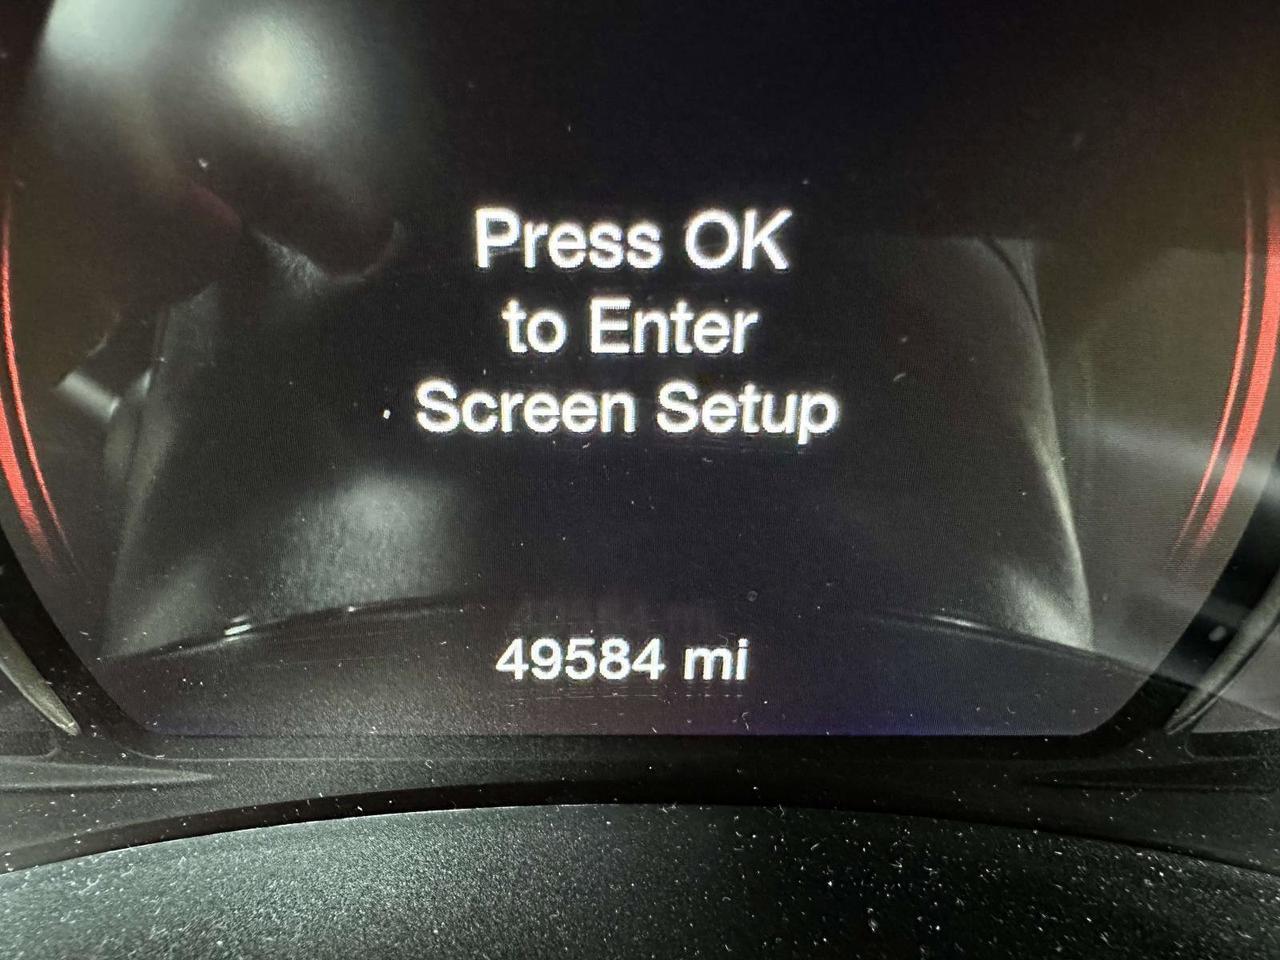 Press OK
to Enter
Screen Setup
49584 mi